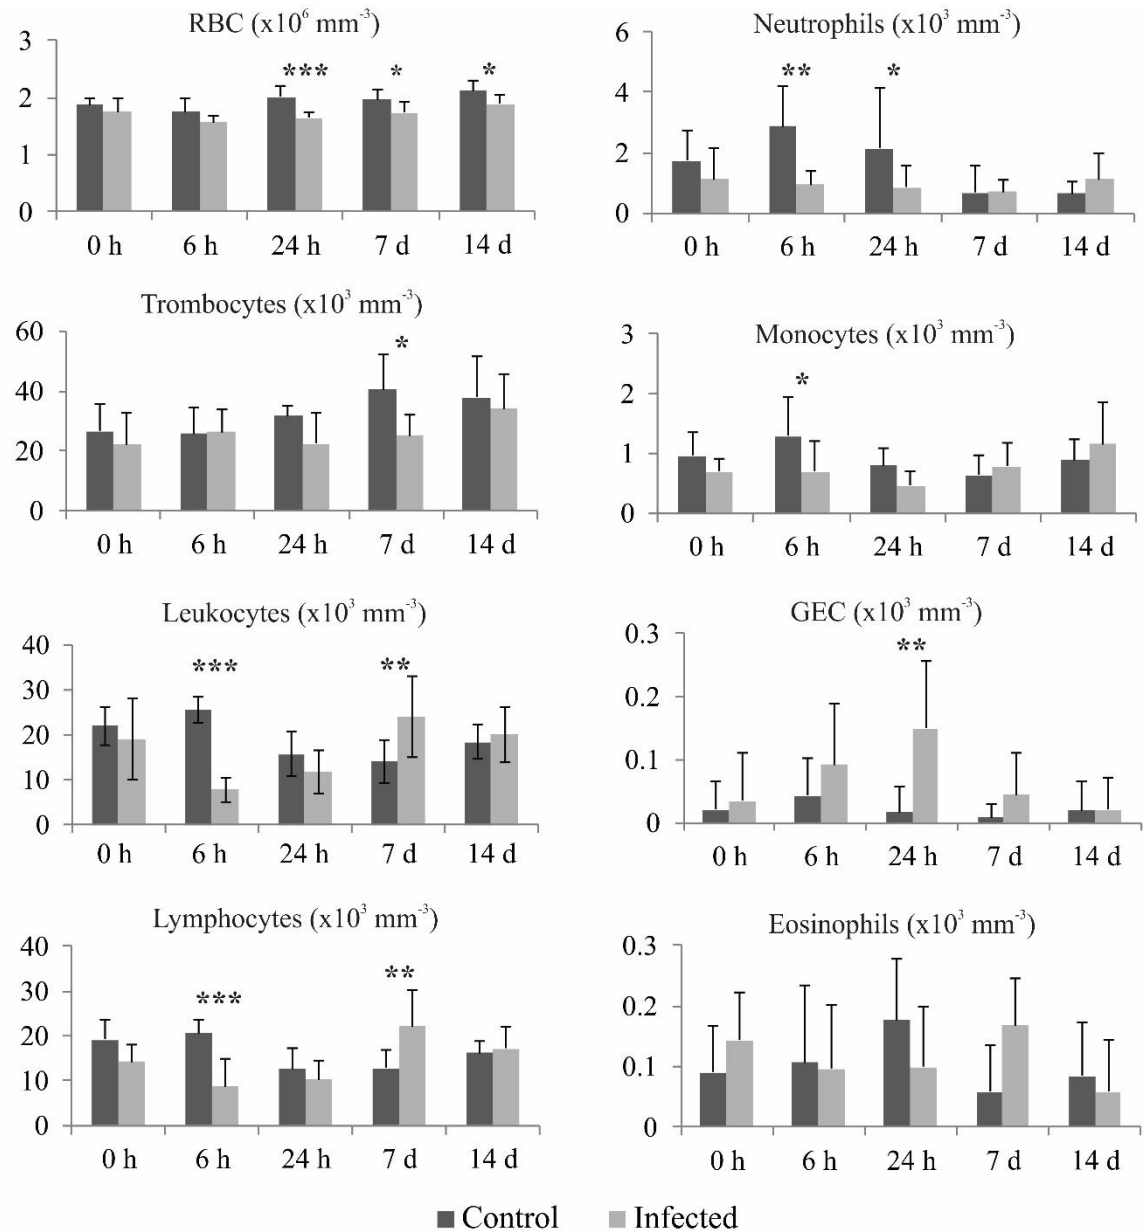 RBC (x10⁶ mm⁻³)
3
2
1
0
*** * *
0 h 6 h 24 h 7 d 14 d
Neutrophils (x10³ mm⁻³)
6
4
2
0
** *
0 h 6 h 24 h 7 d 14 d
Trombocytes (x10³ mm⁻³)
60
40
20
0
*
0 h 6 h 24 h 7 d 14 d
Monocytes (x10³ mm⁻³)
3
2
1
0
*
0 h 6 h 24 h 7 d 14 d
Leukocytes (x10³ mm⁻³)
40
30
20
10
0
*** **
0 h 6 h 24 h 7 d 14 d
GEC (x10³ mm⁻³)
0.3
0.2
0.1
0
**
0 h 6 h 24 h 7 d 14 d
Lymphocytes (x10³ mm⁻³)
40
30
20
10
0
*** **
0 h 6 h 24 h 7 d 14 d
Eosinophils (x10³ mm⁻³)
0.3
0.2
0.1
0
0 h 6 h 24 h 7 d 14 d
Control Infected